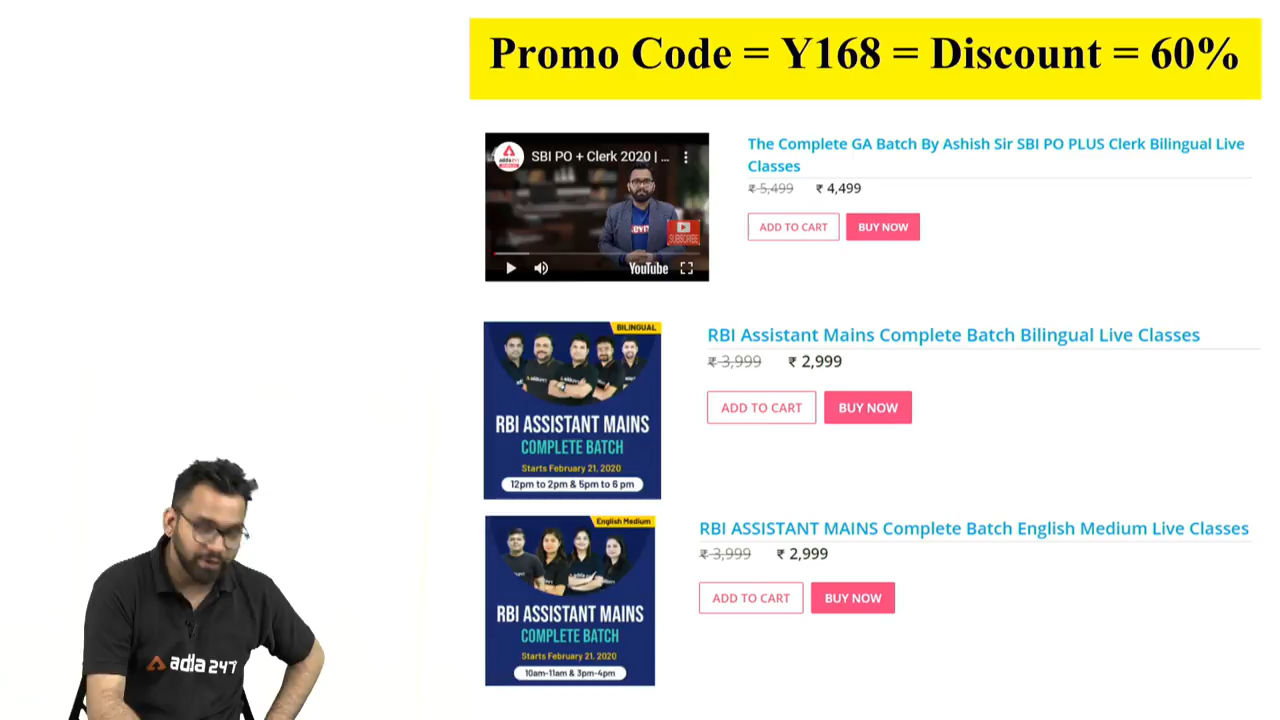 Promo Code = Y168 = Discount = 60%
adda247
SBI PO + Clerk 2020 | ...
SUBSCRIBE
YouTube
The Complete GA Batch By Ashish Sir SBI PO PLUS Clerk Bilingual Live
Classes
₹ 5,499 ₹ 4,499
ADD TO CART BUY NOW
BILINGUAL
RBI ASSISTANT MAINS
COMPLETE BATCH
Starts February 21, 2020
12pm to 2pm & 5pm to 6 pm
RBI Assistant Mains Complete Batch Bilingual Live Classes
₹ 3,999 ₹ 2,999
ADD TO CART BUY NOW
English Medium
RBI ASSISTANT MAINS
COMPLETE BATCH
Starts February 21, 2020
10am-11am & 3pm-4pm
RBI ASSISTANT MAINS Complete Batch English Medium Live Classes
₹ 3,999 ₹ 2,999
ADD TO CART BUY NOW
adda 247